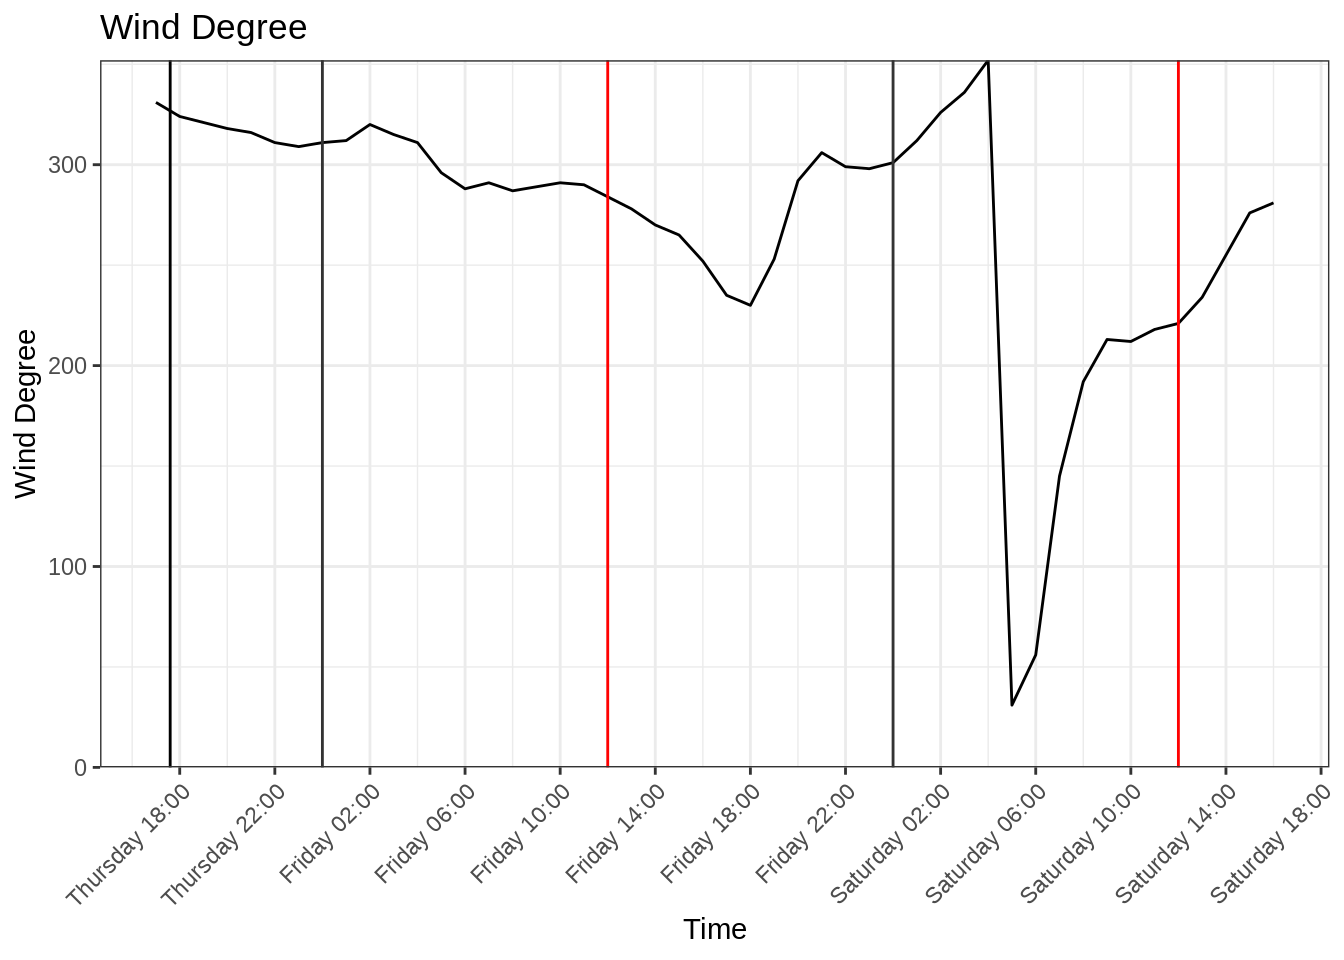 Wind Degree
Wind Degree
300
200
100
0
Thursday 18:00
Thursday 22:00
Friday 02:00
Friday 06:00
Friday 10:00
Friday 14:00
Friday 18:00
Friday 22:00
Saturday 02:00
Saturday 06:00
Saturday 10:00
Saturday 14:00
Saturday 18:00
Time